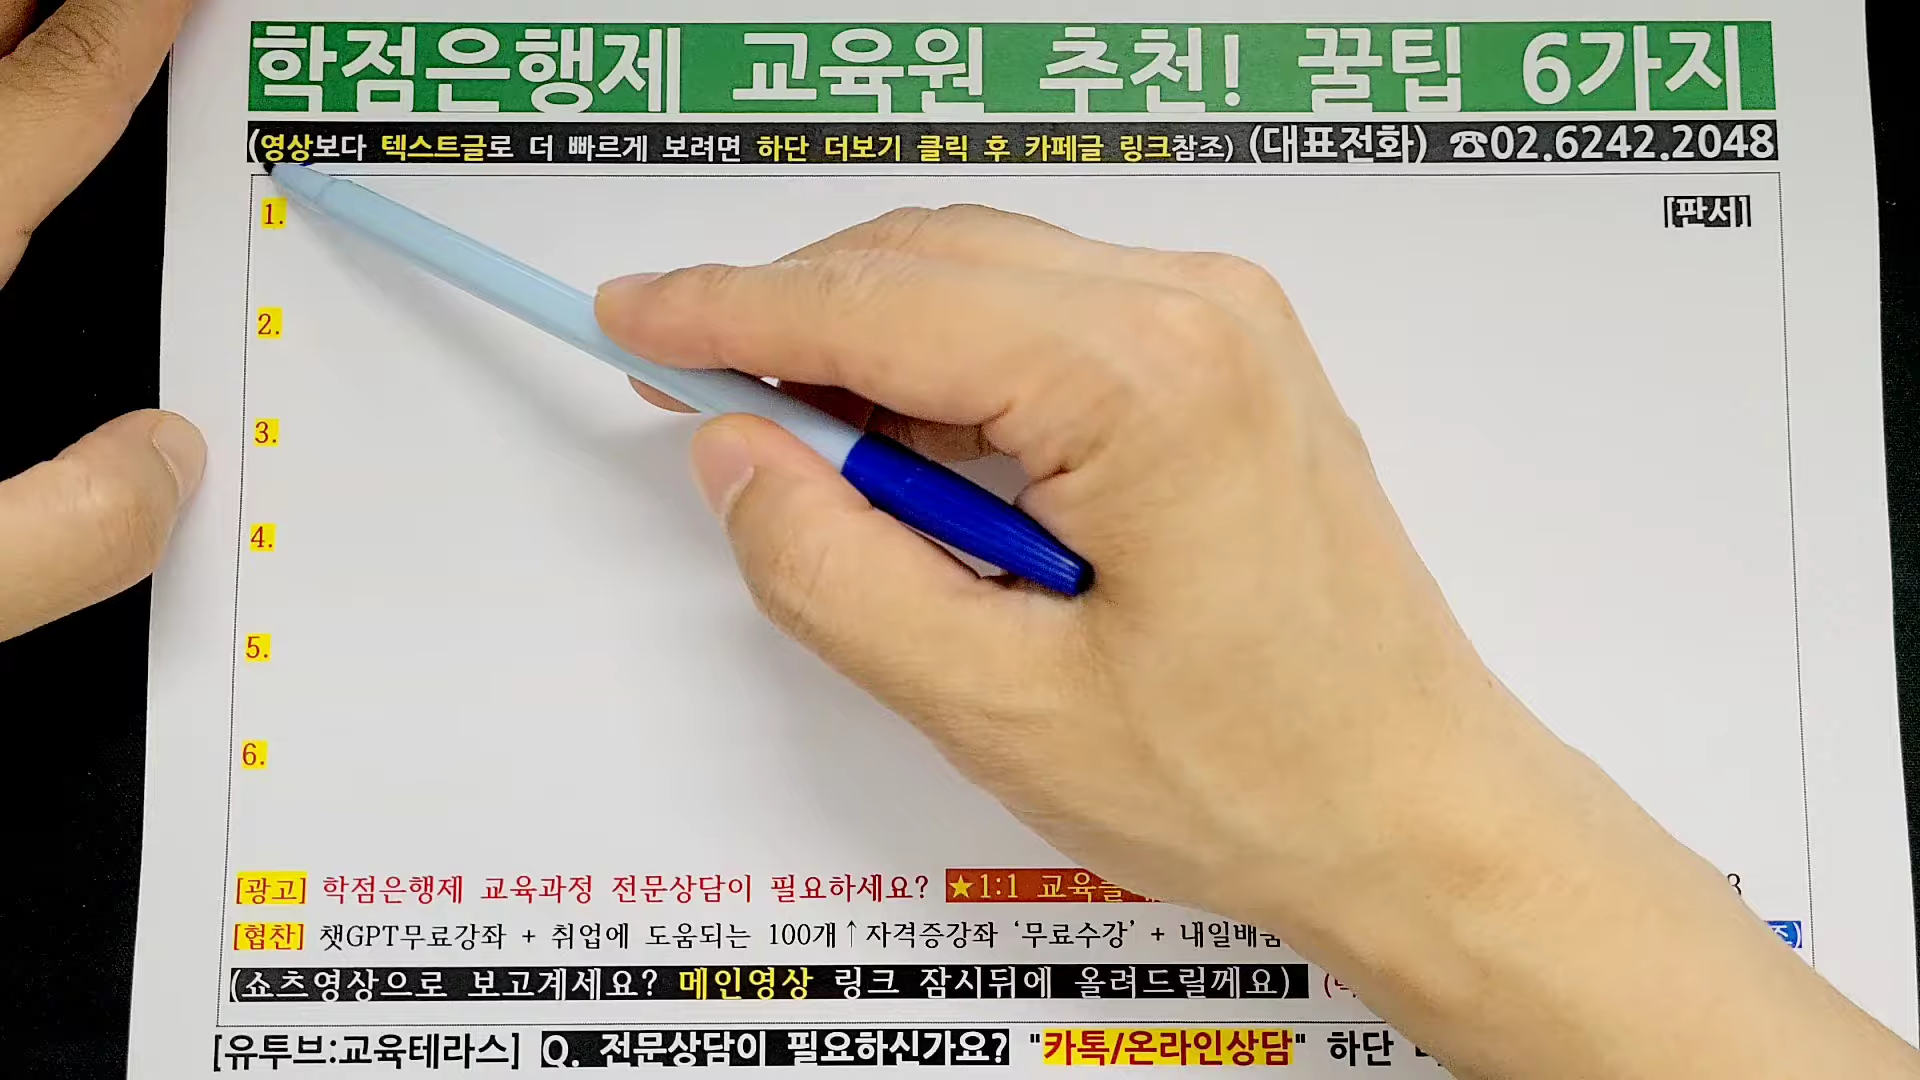 학점은행제 교육원 추천! 꿀팁 6가지
(영상보다 텍스트글로 더 빠르게 보려면 하단 더보기 클릭 후 카페글 링크참조) (대표전화) ☎02.6242.2048
1.
[판서]
2.
3.
4.
5.
6.
[광고] 학점은행제 교육과정 전문상담이 필요하세요? ★1:1
[협찬] 챗GPT무료강좌 + 취업에 도움되는 100개↑자격증강좌 ‘무료수강’ +
(쇼츠영상으로 보고계세요? 메인영상 링크 잠시뒤에 올려드릴께요)
[유투브:교육테라스] Q. 전문상담이 필요하신가요? "카톡/온라인상담" 하단